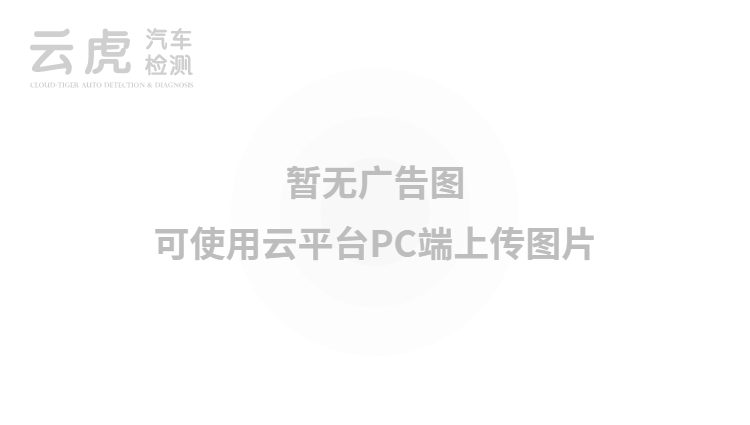 云虎
汽车
检测
CLOUD-TIGER AUTO DETECTION & DIAGNOSIS
暂无广告图
可使用云平台PC端上传图片